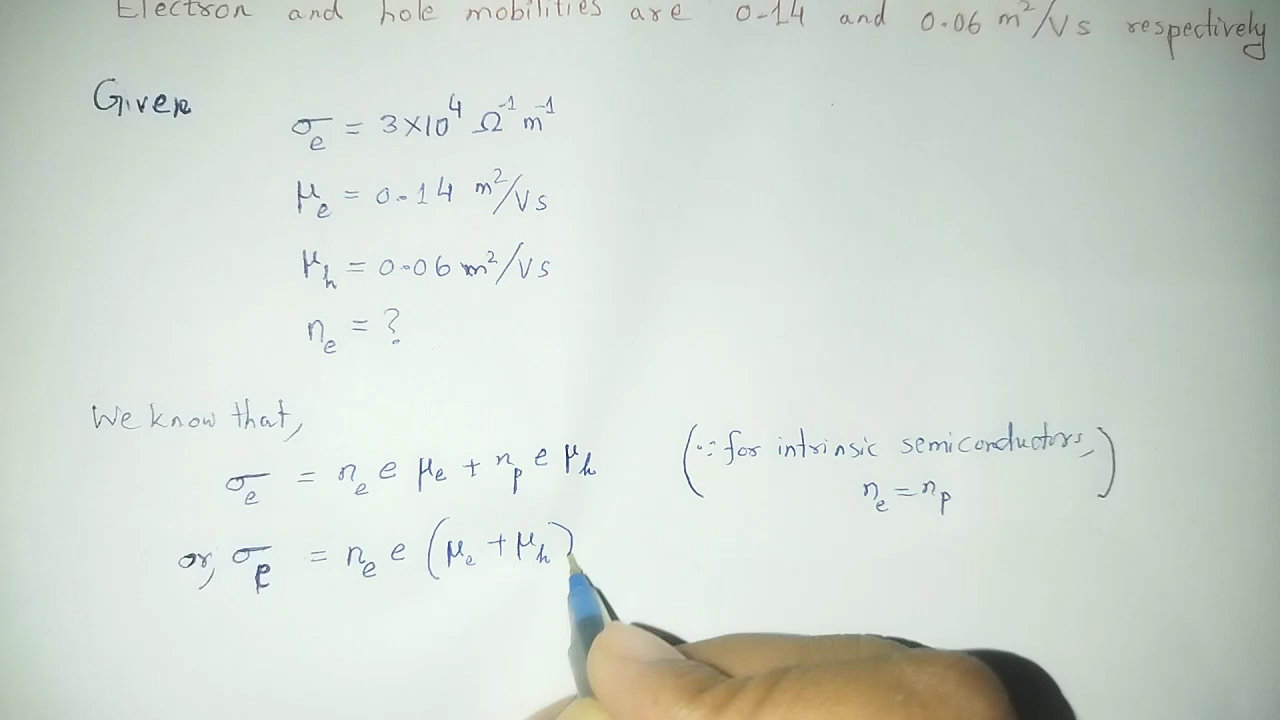 Electron and hole mobilities are 0.14 and 0.06 m²/Vs respectively
Given
σₑ = 3×10⁴ Ω⁻¹ m⁻¹
μₑ = 0.14 m²/Vs
μₕ = 0.06 m²/Vs
nₑ = ?
We know that,
σₑ = nₑ e μₑ + nₚ e μₕ (∵ for intrinsic semiconductors, nₑ = nₚ)
or, σₑ = nₑ e (μₑ + μₕ)